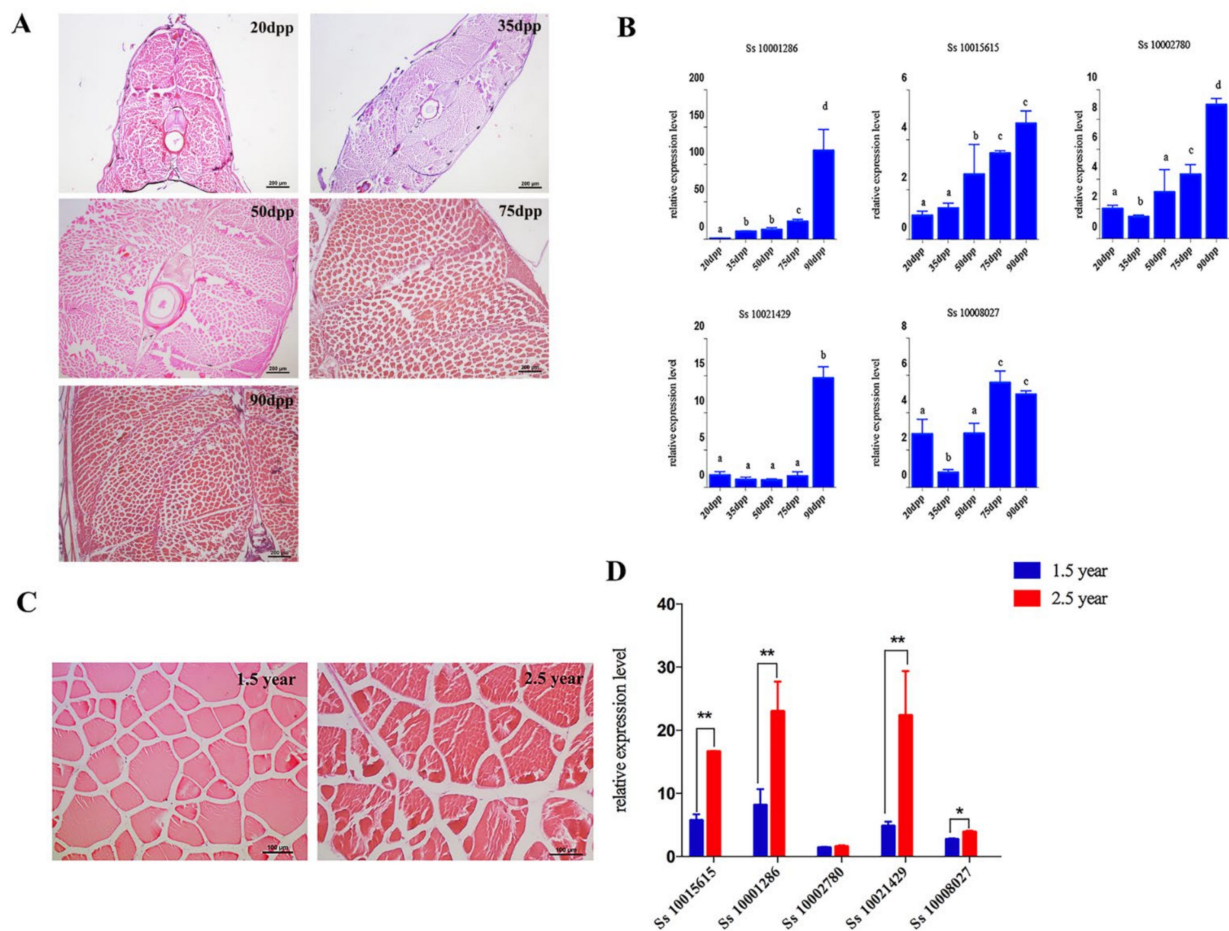 A
20dpp
200 μm
35dpp
200 μm
50dpp
200 μm
75dpp
200 μm
90dpp
200 μm
B
Ss 10001286
relative expression level
200
150
100
50
0
a
b
b
c
d
20dpp
35dpp
50dpp
75dpp
90dpp
Ss 10015615
relative expression level
6
4
2
0
a
a
b
c
c
20dpp
35dpp
50dpp
75dpp
90dpp
Ss 10002780
relative expression level
10
8
6
4
2
0
a
b
a
c
d
20dpp
35dpp
50dpp
75dpp
90dpp
Ss 10021429
relative expression level
20
15
10
5
0
a
a
a
a
b
20dpp
35dpp
50dpp
75dpp
90dpp
Ss 10008027
relative expression level
8
6
4
2
0
a
b
a
c
c
20dpp
35dpp
50dpp
75dpp
90dpp
C
1.5 year
100 μm
2.5 year
100 μm
D
1.5 year
2.5 year
relative expression level
40
30
20
10
0
**
**
**
*
Ss 10015615
Ss 10001286
Ss 10002780
Ss 10021429
Ss 10008027